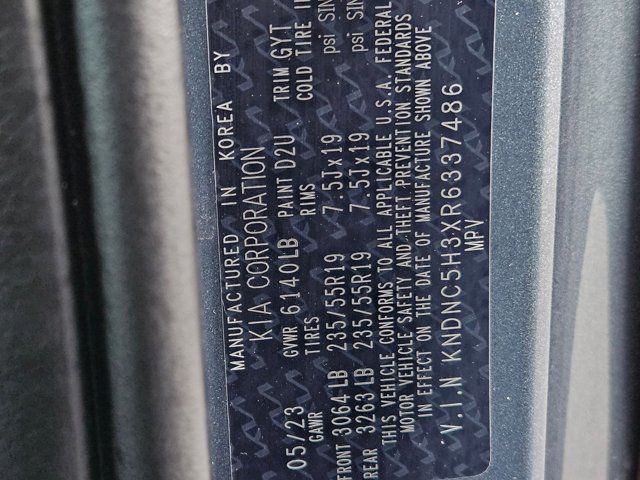 MANUFACTURED IN KOREA BY
KIA CORPORATION
05/23 GVWR 6140LB PAINT D2U TRIM GYT
GAWR TIRES RIMS COLD TIRE
FRONT 3064LB 235/55R19 7.5Jx19 psi SIN
REAR 3263LB 235/55R19 7.5Jx19 psi SIN
THIS VEHICLE CONFORMS TO ALL APPLICABLE U.S.A. FEDERAL
MOTOR VEHICLE SAFETY AND THEFT PREVENTION STANDARDS
IN EFFECT ON THE DATE OF MANUFACTURE SHOWN ABOVE
V.I.N KNDNC5H3XR6337486
MPV